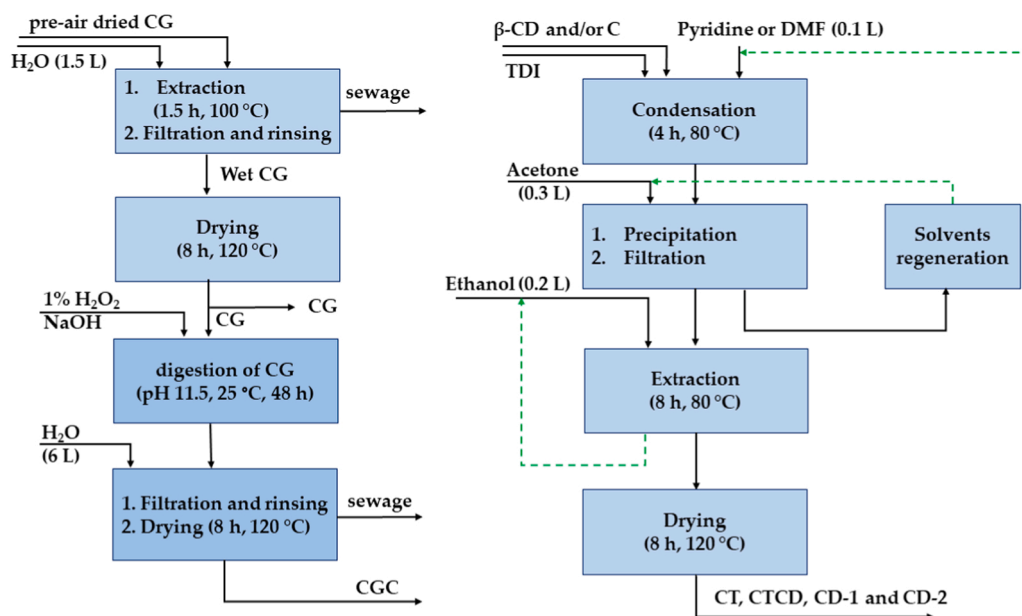 pre-air dried CG
H₂O (1.5 L)
1. Extraction
(1.5 h, 100 °C)
2. Filtration and rinsing
sewage
Wet CG
Drying
(8 h, 120 °C)
1% H₂O₂
NaOH
CG
CG
digestion of CG
(pH 11.5, 25 °C, 48 h)
H₂O
(6 L)
1. Filtration and rinsing
2. Drying (8 h, 120 °C)
sewage
CGC
β-CD and/or C
TDI
Pyridine or DMF (0.1 L)
Condensation
(4 h, 80 °C)
Acetone
(0.3 L)
1. Precipitation
2. Filtration
Solvents
regeneration
Ethanol (0.2 L)
Extraction
(8 h, 80 °C)
Drying
(8 h, 120 °C)
CT, CTCD, CD-1 and CD-2